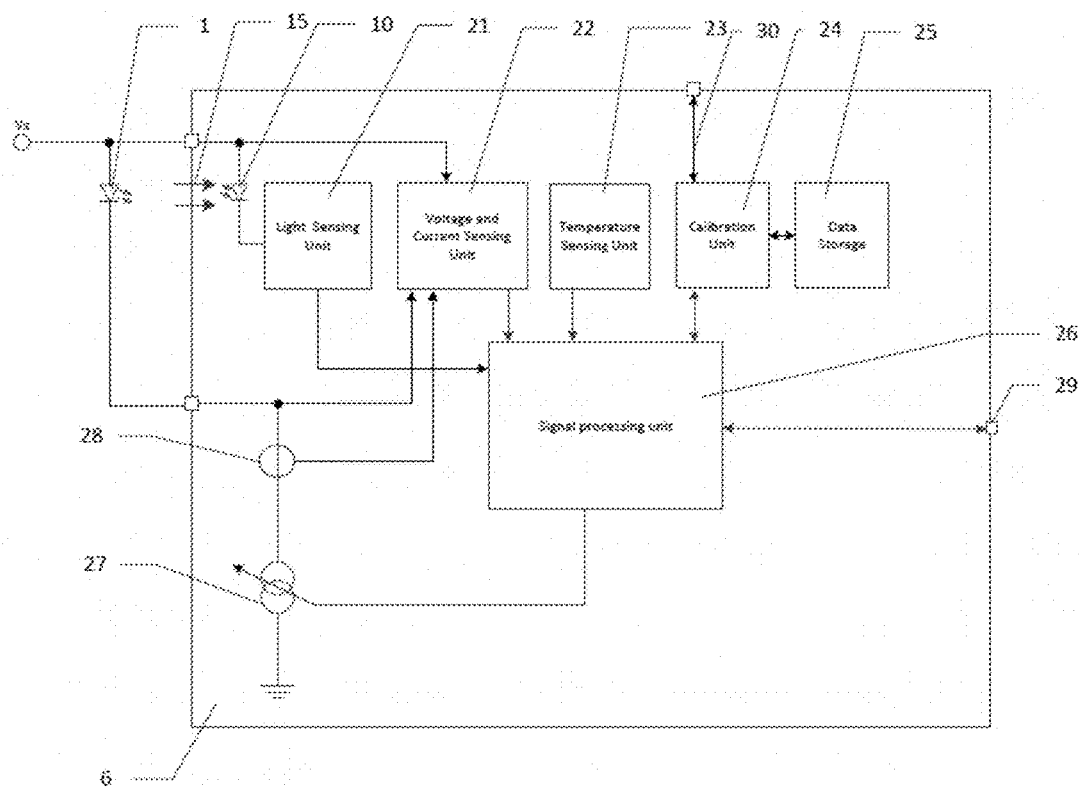 1 15 10 21 22 23 30 24 25
Vs
Light Sensing
Unit
Voltage and
Current Sensing
Unit
Temperature
Sensing Unit
Calibration
Unit
Data
Storage
26
29
Signal processing unit
28
27
6